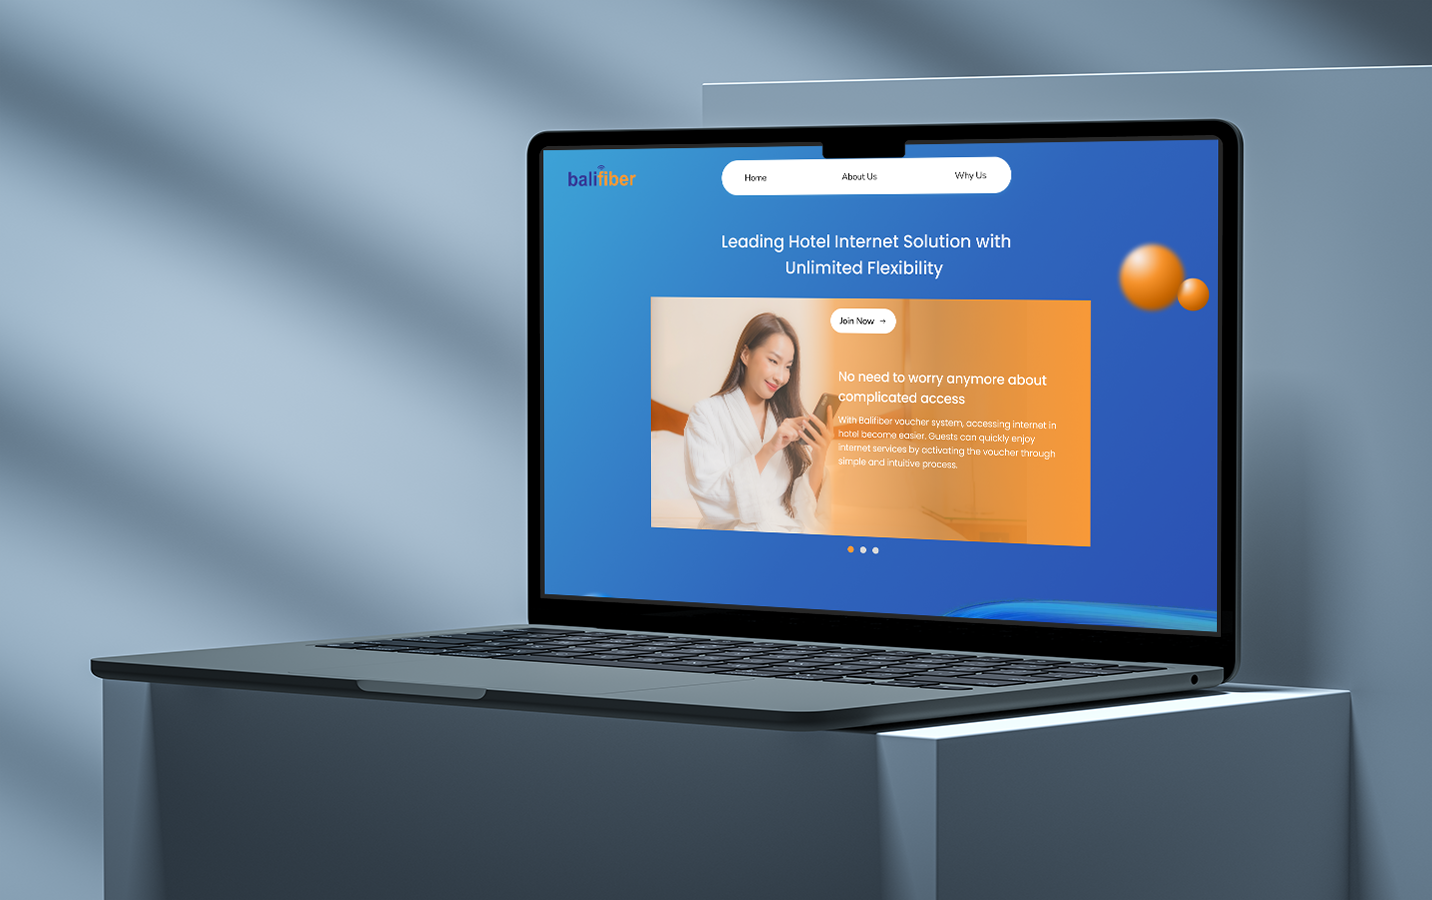 balifiber
Home
About Us
Why Us
Leading Hotel Internet Solution with
Unlimited Flexibility
Join Now →
No need to worry anymore about
complicated access
With Balifiber voucher system, accessing internet in
hotel become easier. Guests can quickly enjoy
internet services by activating the voucher through
simple and intuitive process.